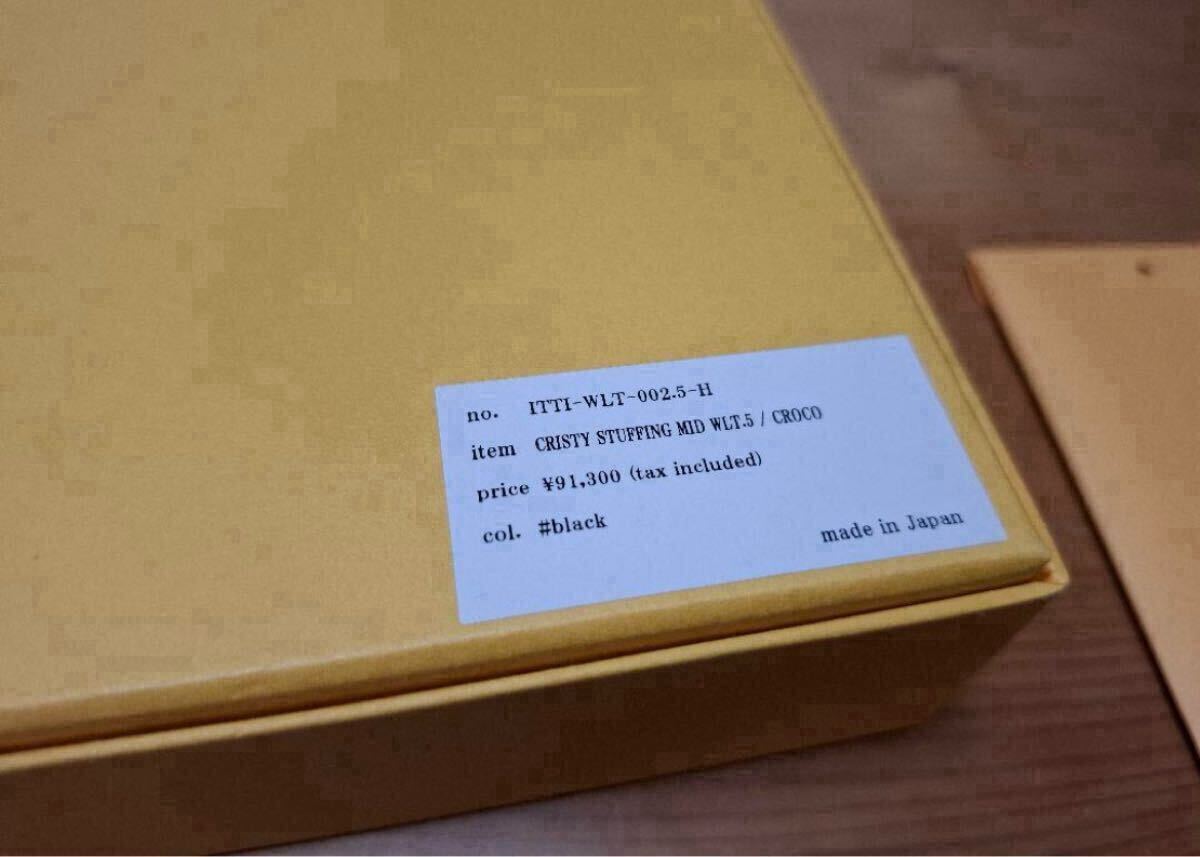 no. ITTI-WLT-002.5-H
item CRISTY STUFFING MID WLT.5 / CROCO
price ¥91,300 (tax included)
col. #black
made in Japan